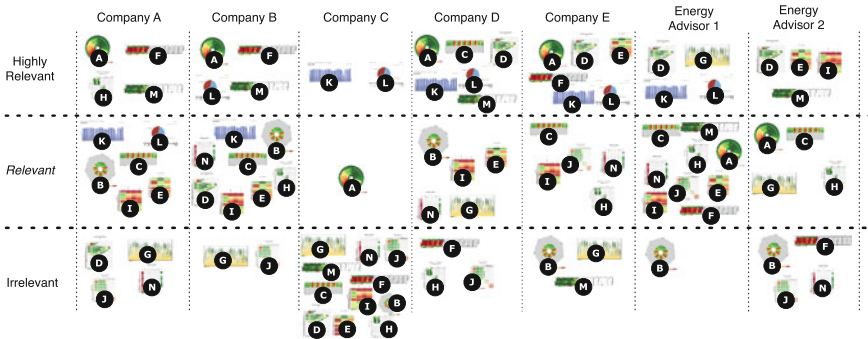 Company A Company B Company C Company D Company E Energy Advisor 1 Energy Advisor 2
Highly Relevant
A F A F A C D A D E D G D E I
E
K L K L F K L
H M L M K L M K L M
Relevant
K L K B C C M A C
B C N C A B E J N N H A
B E H I I J E G H
I D I E N G H I F
Irrelevant
D G G J G N J F B G B B F
J N M F H J M J N
C I B
D E H